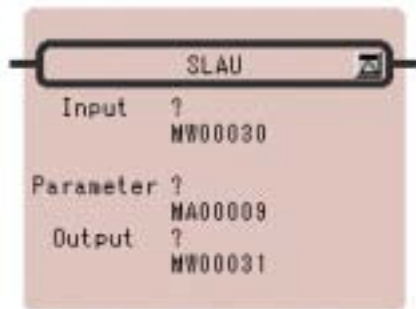 SLAU
Input ?
MW00030
Parameter ?
MA00009
Output ?
MW00031